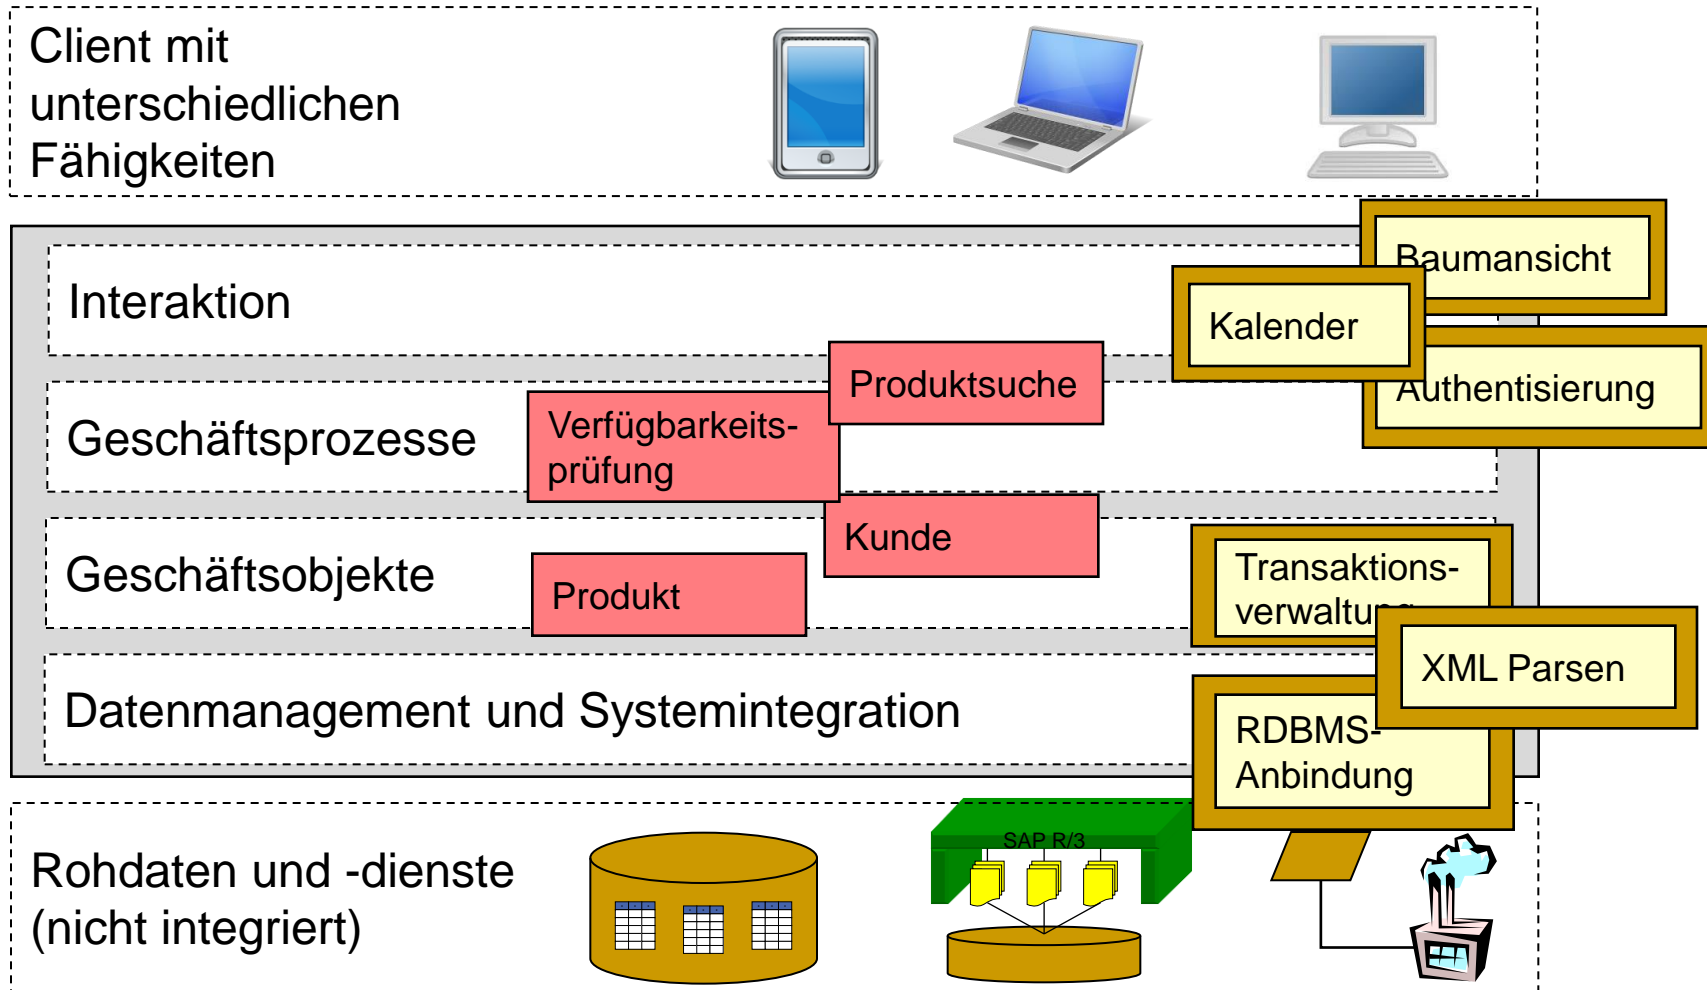 Client mit
unterschiedlichen
Fähigkeiten
Baumansicht
Interaktion
Kalender
Produktsuche
Authentisierung
Geschäftsprozesse
Verfügbarkeits-
prüfung
Kunde
Geschäftsobjekte
Produkt
Transaktions-
verwaltung
XML Parsen
Datenmanagement und Systemintegration
RDBMS-
Anbindung
SAP R/3
Rohdaten und -dienste
(nicht integriert)